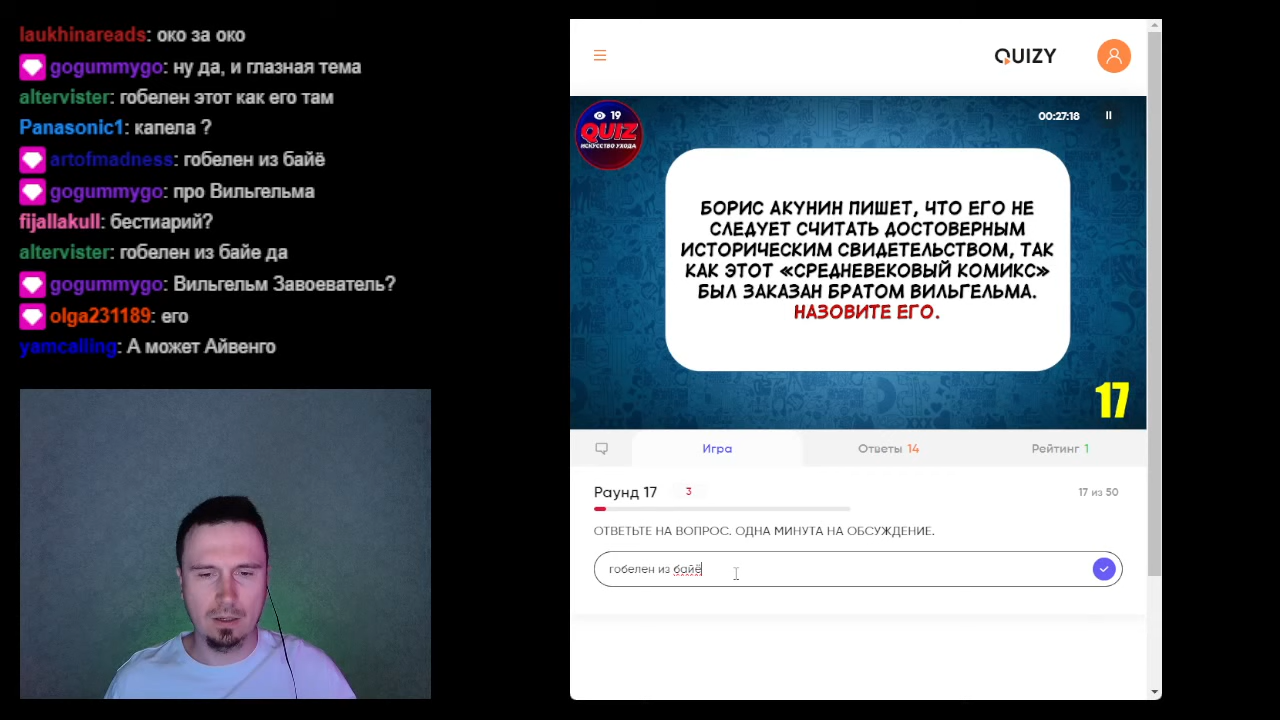 laukhinareads: око за око
gogummygo: ну да, и глазная тема
altervister: гобелен этот как его там
Panasonic1: капела ?
artofmadness: гобелен из байё
gogummygo: про Вильгельма
fijallakull: бестиарий?
altervister: гобелен из байе да
gogummygo: Вильгельм Завоеватель?
olga231189: его
yamcalling: А может Айвенго
QUIZY
19
QUIZ
ИСКУССТВО УХОДА
00:27:18
БОРИС АКУНИН ПИШЕТ, ЧТО ЕГО НЕ
СЛЕДУЕТ СЧИТАТЬ ДОСТОВЕРНЫМ
ИСТОРИЧЕСКИМ СВИДЕТЕЛЬСТВОМ, ТАК
КАК ЭТОТ «СРЕДНЕВЕКОВЫЙ КОМИКС»
БЫЛ ЗАКАЗАН БРАТОМ ВИЛЬГЕЛЬМА.
НАЗОВИТЕ ЕГО.
17
Игра
Ответы 14
Рейтинг 1
Раунд 17
3
17 из 50
ОТВЕТЬТЕ НА ВОПРОС. ОДНА МИНУТА НА ОБСУЖДЕНИЕ.
гобелен из байё